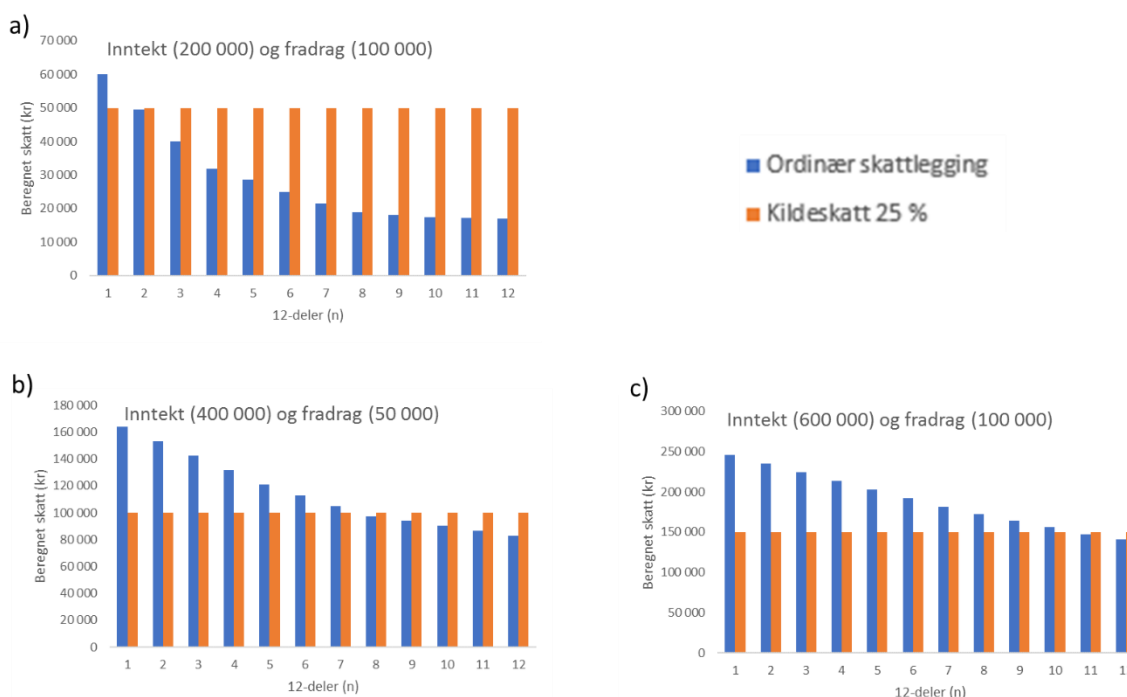 a)
Inntekt (200 000) og fradrag (100 000)
Beregnet skatt (kr)
70 000
60 000
50 000
40 000
30 000
20 000
10 000
0
1 2 3 4 5 6 7 8 9 10 11 12
12-deler (n)
Ordinær skattlegging
Kildeskatt 25 %
b)
Inntekt (400 000) og fradrag (50 000)
Beregnet skatt (kr)
180 000
160 000
140 000
120 000
100 000
80 000
60 000
40 000
20 000
0
1 2 3 4 5 6 7 8 9 10 11 12
12-deler (n)
c)
Inntekt (600 000) og fradrag (100 000)
Beregnet skatt (kr)
300 000
250 000
200 000
150 000
100 000
50 000
0
1 2 3 4 5 6 7 8 9 10 11 1
12-deler (n)